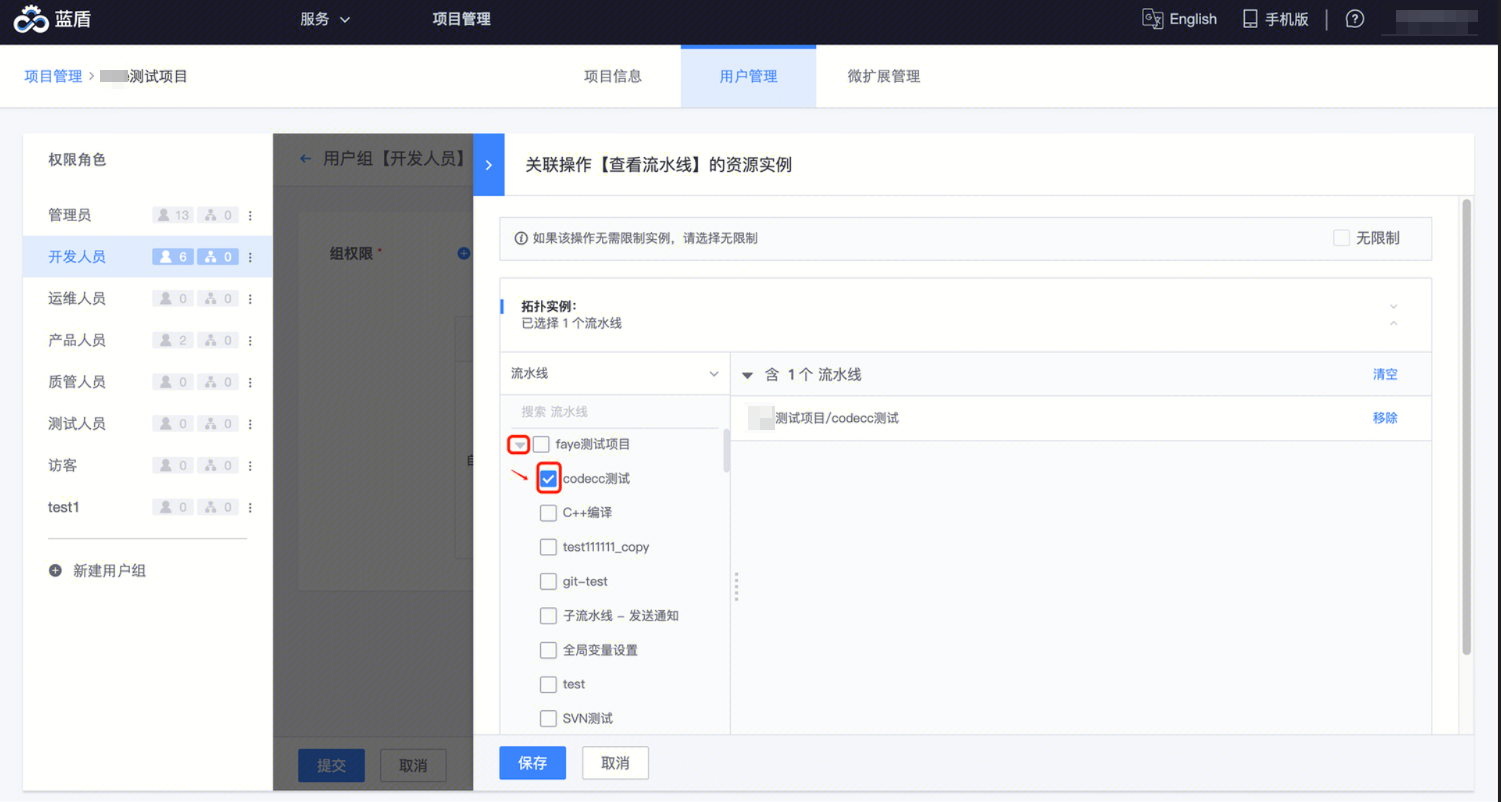 蓝盾 服务 项目管理 English 手机版
项目管理 > 测试项目 项目信息 用户管理 微扩展管理
权限角色
管理员 13 0
开发人员 6 0
运维人员 0 0
产品人员 2 0
质管人员 0 0
测试人员 0 0
访客 0 0
test1 0 0
新建用户组
用户组【开发人员】
组权限 *
提交 取消
关联操作【查看流水线】的资源实例
如果该操作无需限制实例，请选择无限制 无限制
拓扑实例：
已选择 1 个流水线
流水线
搜索 流水线
faye测试项目
codecc测试
C++编译
test111111_copy
git-test
子流水线 - 发送通知
全局变量设置
test
SVN测试
含 1 个 流水线 清空
测试项目/codecc测试 移除
保存 取消